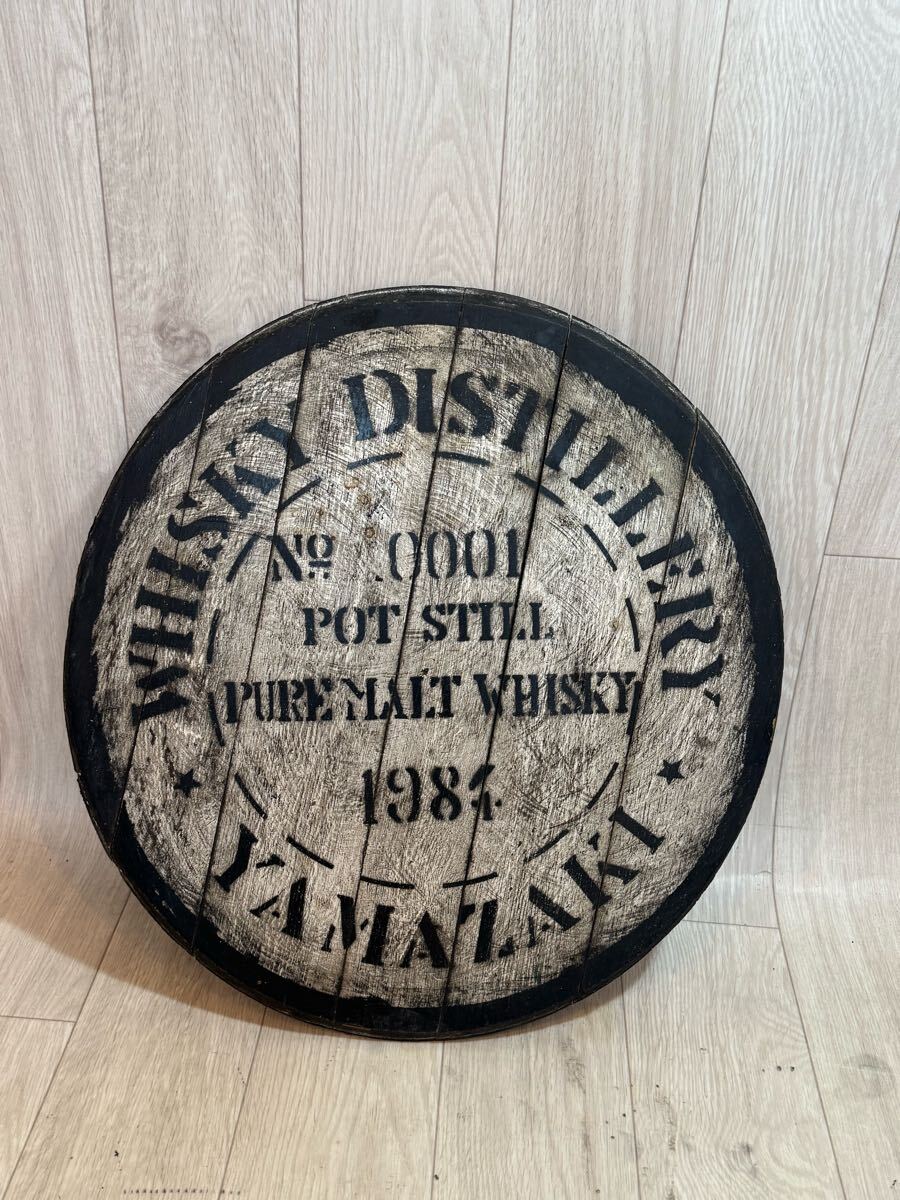 WHISKY DISTILLERY
No 0001
POT STILL
PURE MALT WHISKY
1984
YAMAZAKI